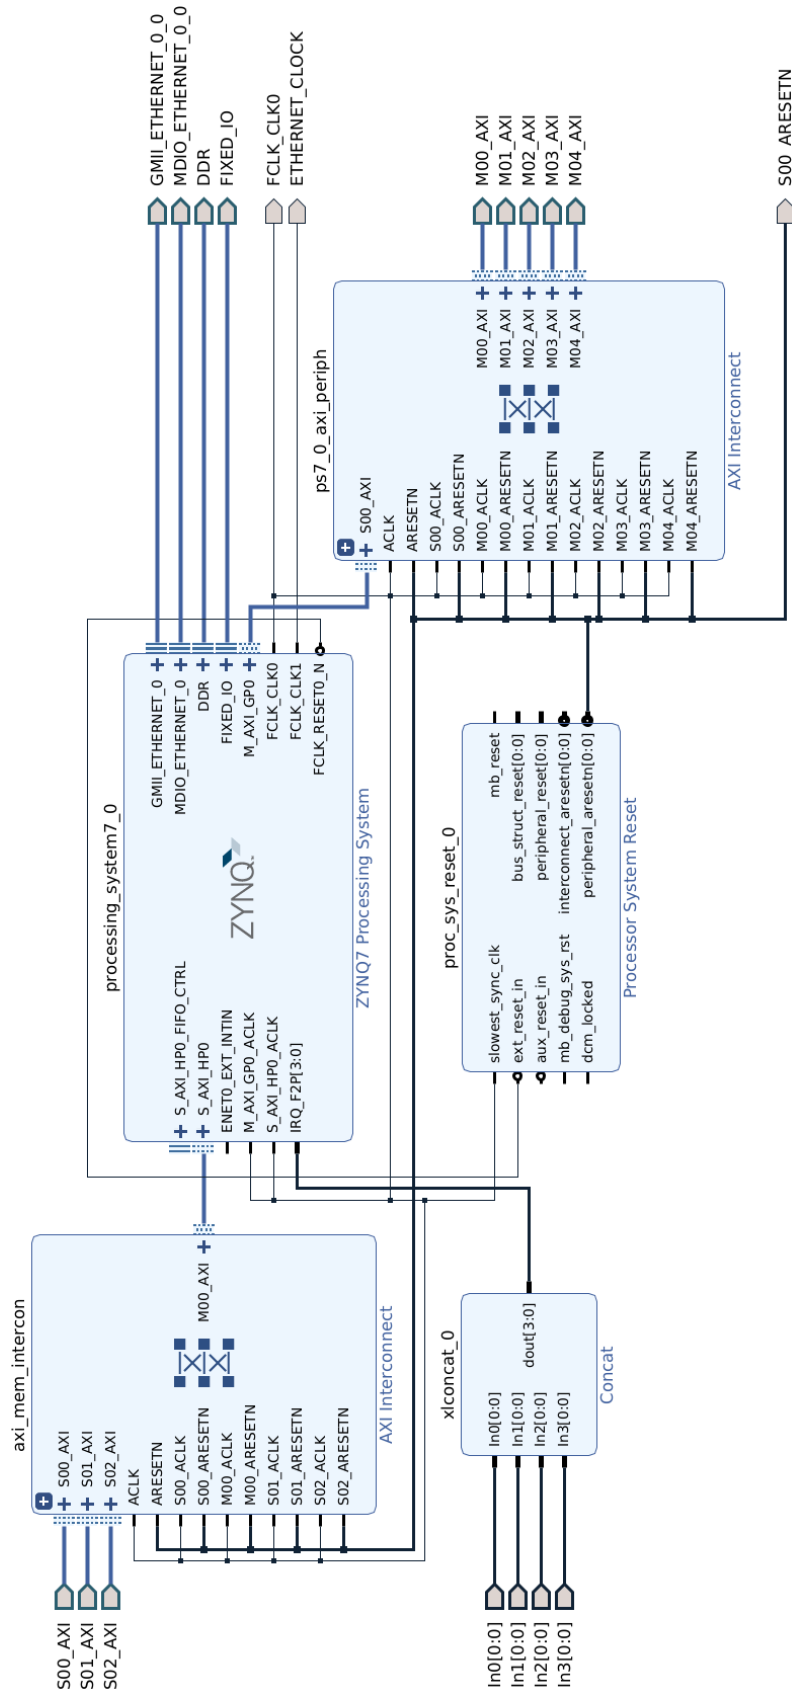 S00_AXI
S01_AXI
S02_AXI
In0[0:0]
In1[0:0]
In2[0:0]
In3[0:0]
axi_mem_intercon
S00_AXI
S01_AXI
S02_AXI
ACLK
ARESETN
S00_ACLK
S00_ARESETN
M00_ACLK
M00_ARESETN
S01_ACLK
S01_ARESETN
S02_ACLK
S02_ARESETN
M00_AXI
AXI Interconnect
xlconcat_0
In0[0:0]
In1[0:0]
In2[0:0]
In3[0:0]
dout[3:0]
Concat
processing_system7_0
S_AXI_HP0_FIFO_CTRL
S_AXI_HP0
ENET0_EXT_INTIN
M_AXI_GP0_ACLK
S_AXI_HP0_ACLK
IRQ_F2P[3:0]
ZYNQ
GMII_ETHERNET_0
MDIO_ETHERNET_0
DDR
FIXED_IO
M_AXI_GP0
FCLK_CLK0
FCLK_CLK1
FCLK_RESET0_N
ZYNQ7 Processing System
proc_sys_reset_0
slowest_sync_clk
ext_reset_in
aux_reset_in
mb_debug_sys_rst
dcm_locked
mb_reset
bus_struct_reset[0:0]
peripheral_reset[0:0]
interconnect_aresetn[0:0]
peripheral_aresetn[0:0]
Processor System Reset
ps7_0_axi_periph
S00_AXI
ACLK
ARESETN
S00_ACLK
S00_ARESETN
M00_ACLK
M00_ARESETN
M01_ACLK
M01_ARESETN
M02_ACLK
M02_ARESETN
M03_ACLK
M03_ARESETN
M04_ACLK
M04_ARESETN
M00_AXI
M01_AXI
M02_AXI
M03_AXI
M04_AXI
AXI Interconnect
GMII_ETHERNET_0_0
MDIO_ETHERNET_0_0
DDR
FIXED_IO
FCLK_CLK0
ETHERNET_CLOCK
M00_AXI
M01_AXI
M02_AXI
M03_AXI
M04_AXI
S00_ARESETN